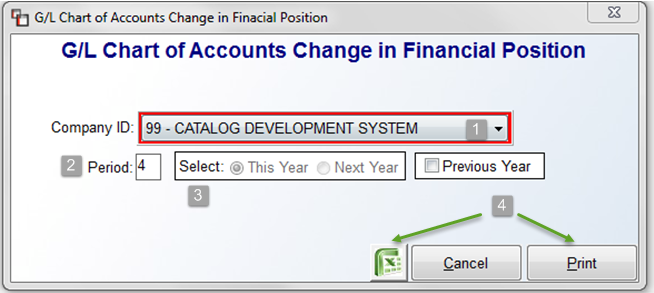 G/L Chart of Accounts Change in Finacial Position
G/L Chart of Accounts Change in Financial Position
Company ID: 99 - CATALOG DEVELOPMENT SYSTEM 1
2 Period: 4 Select: This Year Next Year Previous Year
3
4
Cancel Print